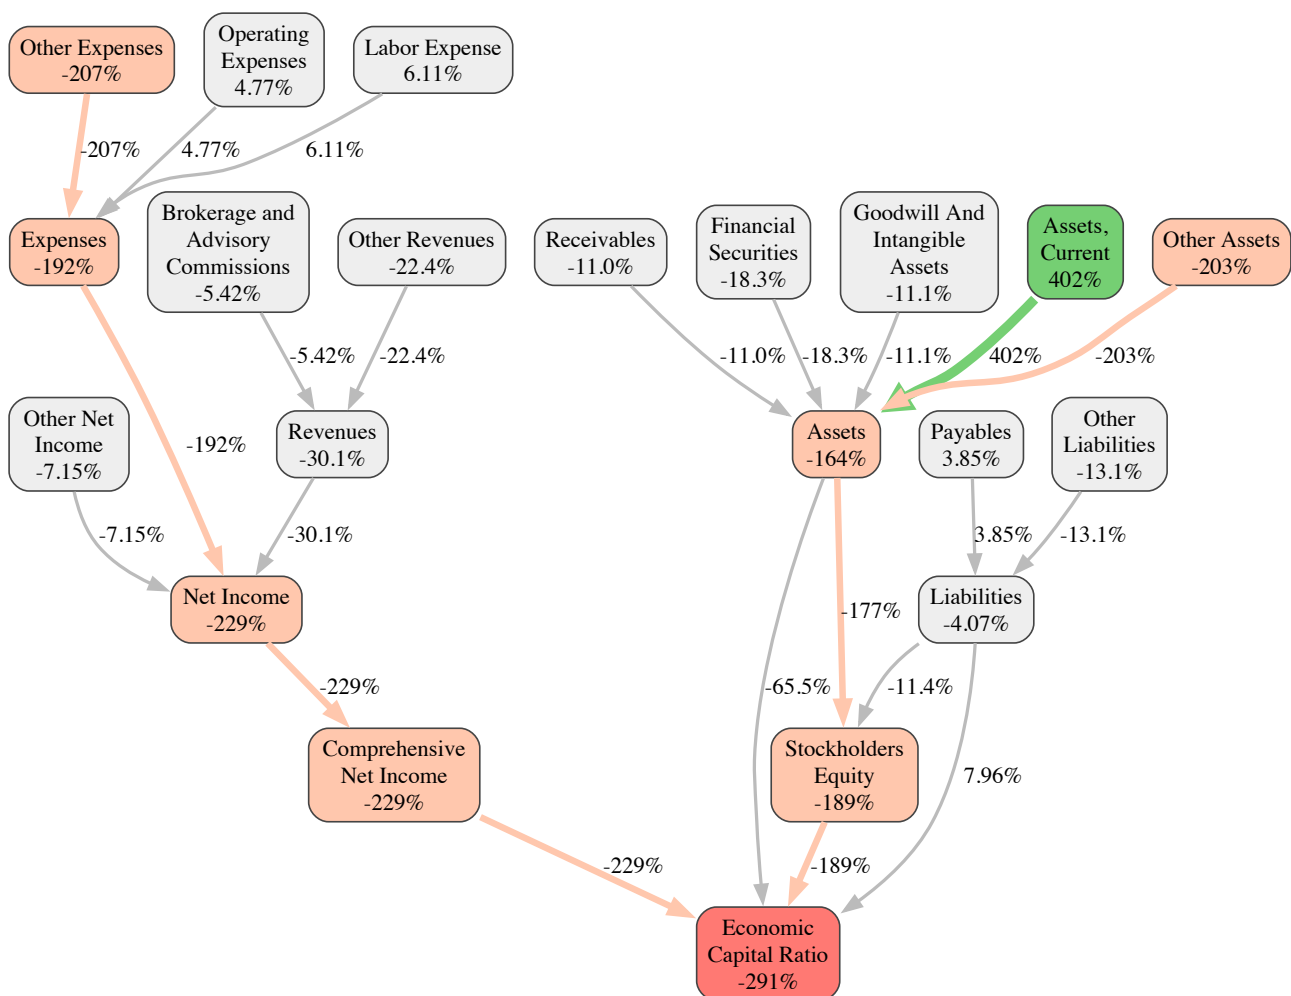 Other Expenses
-207%
Operating
Expenses
4.77%
Labor Expense
6.11%
-207%
4.77%
6.11%
Expenses
-192%
Brokerage and
Advisory
Commissions
-5.42%
Other Revenues
-22.4%
Receivables
-11.0%
Financial
Securities
-18.3%
Goodwill And
Intangible
Assets
-11.1%
Assets,
Current
402%
Other Assets
-203%
-5.42%
-22.4%
-11.0%
-18.3%
-11.1%
402%
-203%
Other Net
Income
-7.15%
-192%
Revenues
-30.1%
Assets
-164%
Payables
3.85%
Other
Liabilities
-13.1%
-7.15%
-30.1%
3.85%
-13.1%
Net Income
-229%
-177%
Liabilities
-4.07%
-229%
-65.5%
-11.4%
Comprehensive
Net Income
-229%
Stockholders
Equity
-189%
7.96%
-229%
-189%
Economic
Capital Ratio
-291%